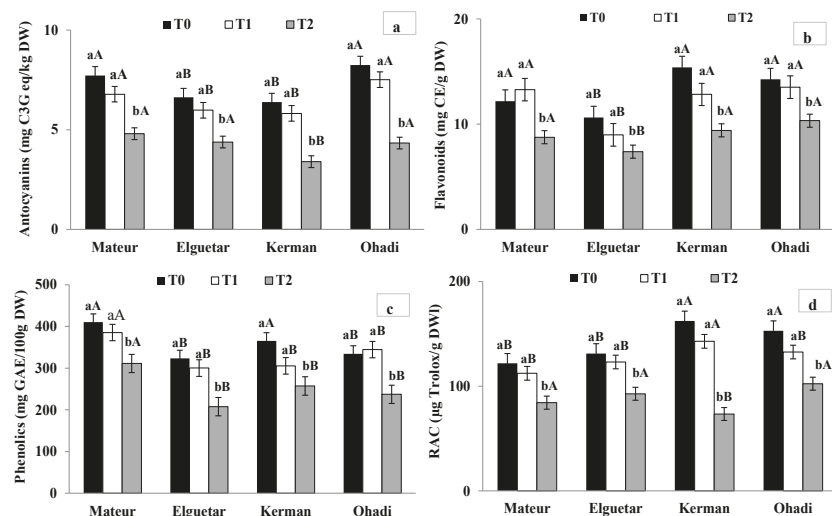 T0 T1 T2
a
Antocyanins (mg C3G eq/kg DW)
10
5
0
aA aA bA
aB aB bA
aB aB bB
aA aA bA
Mateur Elguetar Kerman Ohadi
T0 T1 T2
b
Flavonoids (mg CE/g DW)
20
10
0
aA aA bA
aB aB bB
aA aA bA
aA aA bA
Mateur Elguetar Kerman Ohadi
T0 T1 T2
c
Phenolics (mg GAE/100g DW)
500
400
300
200
100
0
aA aA bA
aB aB bB
aA aB bB
aB aB bB
Mateur Elguetar Kerman Ohadi
T0 T1 T2
d
RAC (µg Trolox/g DWl)
200
100
0
aB aB bA
aB aB bA
aA aA bB
aA aB bA
Mateur Elguetar Kerman Ohadi